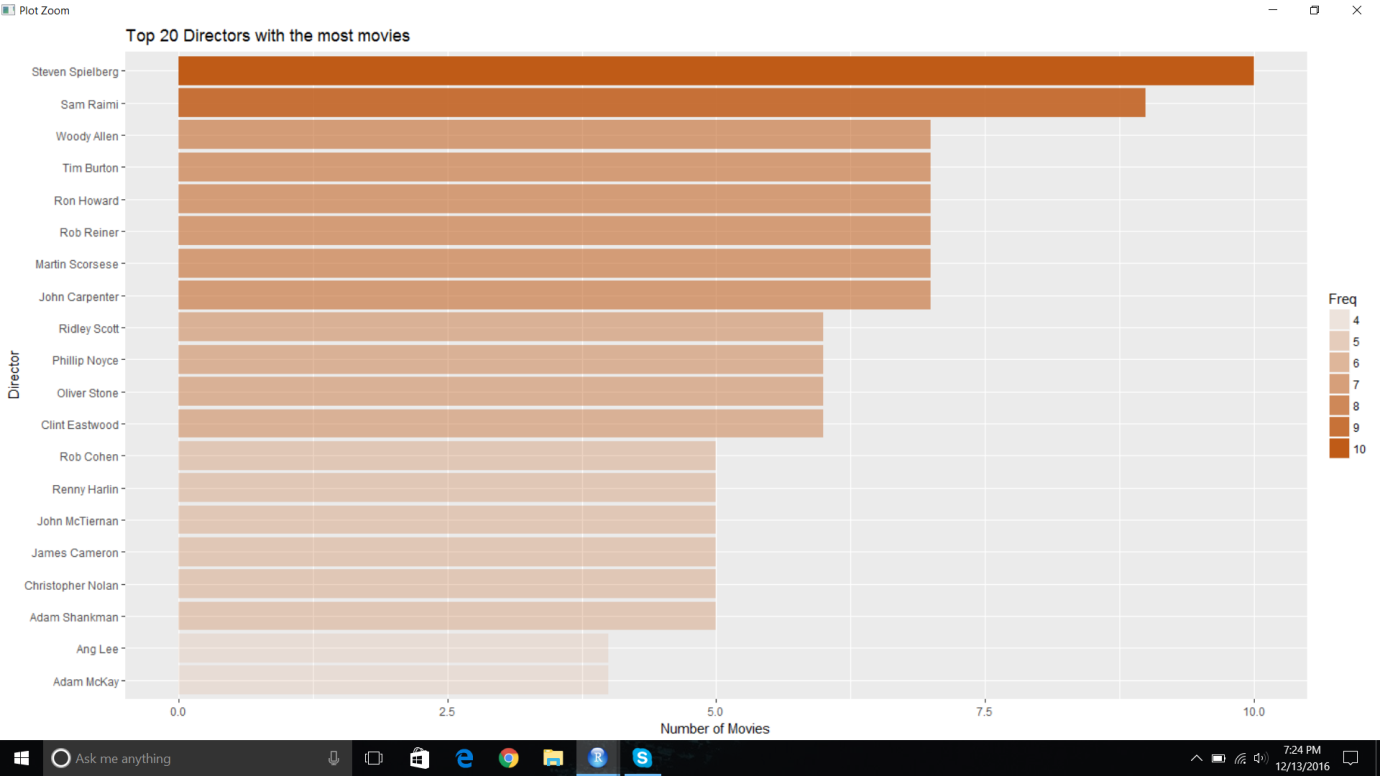 Plot Zoom
Top 20 Directors with the most movies
Director
Steven Spielberg
Sam Raimi
Woody Allen
Tim Burton
Ron Howard
Rob Reiner
Martin Scorsese
John Carpenter
Ridley Scott
Phillip Noyce
Oliver Stone
Clint Eastwood
Rob Cohen
Renny Harlin
John McTiernan
James Cameron
Christopher Nolan
Adam Shankman
Ang Lee
Adam McKay
0.0 2.5 5.0 7.5 10.0
Number of Movies
Freq
4
5
6
7
8
9
10
Ask me anything
7:24 PM
12/13/2016